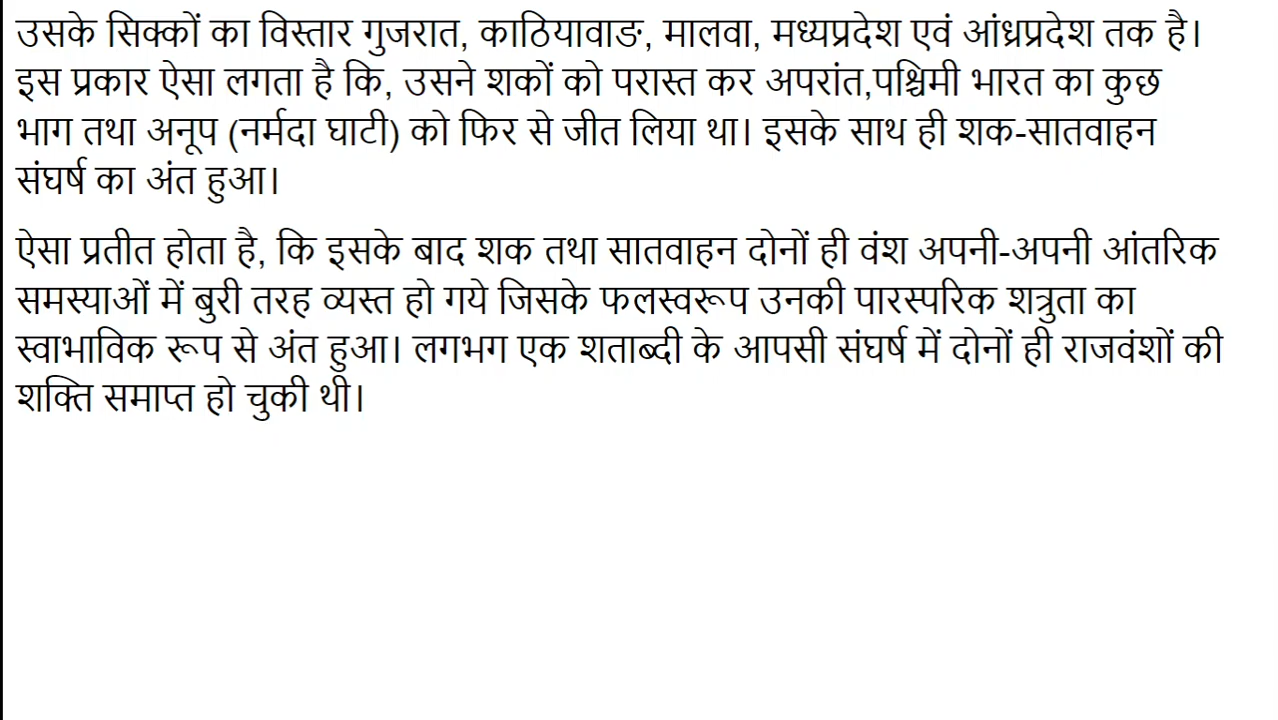 उसके सिक्कों का विस्तार गुजरात, काठियावाङ, मालवा, मध्यप्रदेश एवं आंध्रप्रदेश तक है।
इस प्रकार ऐसा लगता है कि, उसने शकों को परास्त कर अपरांत,पश्चिमी भारत का कुछ
भाग तथा अनूप (नर्मदा घाटी) को फिर से जीत लिया था। इसके साथ ही शक-सातवाहन
संघर्ष का अंत हुआ।
ऐसा प्रतीत होता है, कि इसके बाद शक तथा सातवाहन दोनों ही वंश अपनी-अपनी आंतरिक
समस्याओं में बुरी तरह व्यस्त हो गये जिसके फलस्वरूप उनकी पारस्परिक शत्रुता का
स्वाभाविक रूप से अंत हुआ। लगभग एक शताब्दी के आपसी संघर्ष में दोनों ही राजवंशों की
शक्ति समाप्त हो चुकी थी।